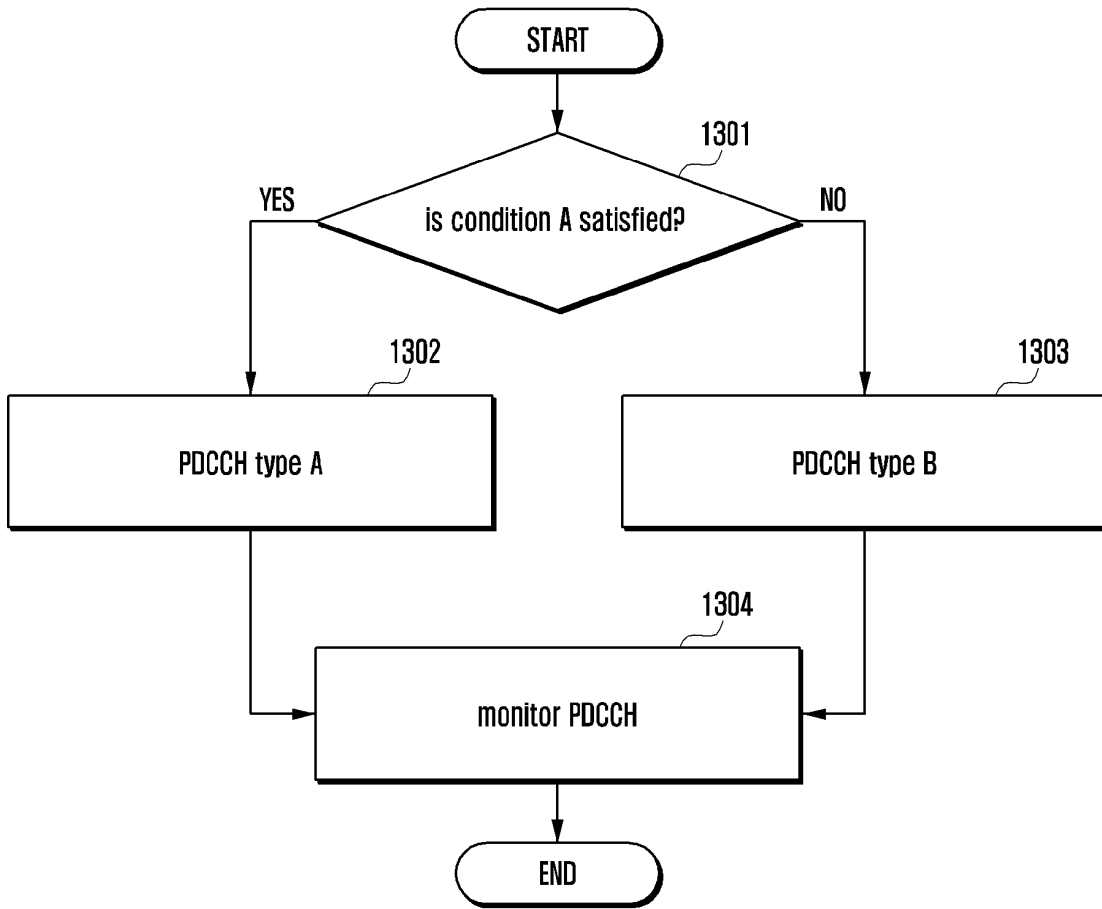 START
1301
YES
is condition A satisfied?
NO
1302
1303
PDCCH type A
PDCCH type B
1304
monitor PDCCH
END